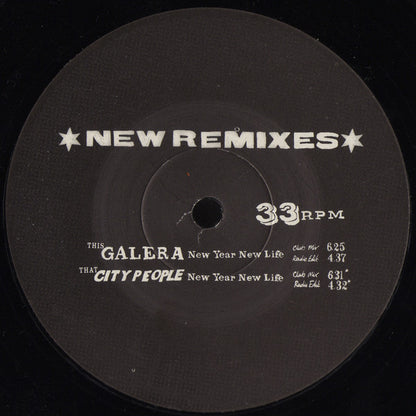 ★NEW REMIXES★
33RPM
THIS GALERA New Year New Life Club Mix 6.25
Radio Edit 4.37
THAT CITY PEOPLE New Year New Life Club Mix 6.31*
Radio Edit 4.32*